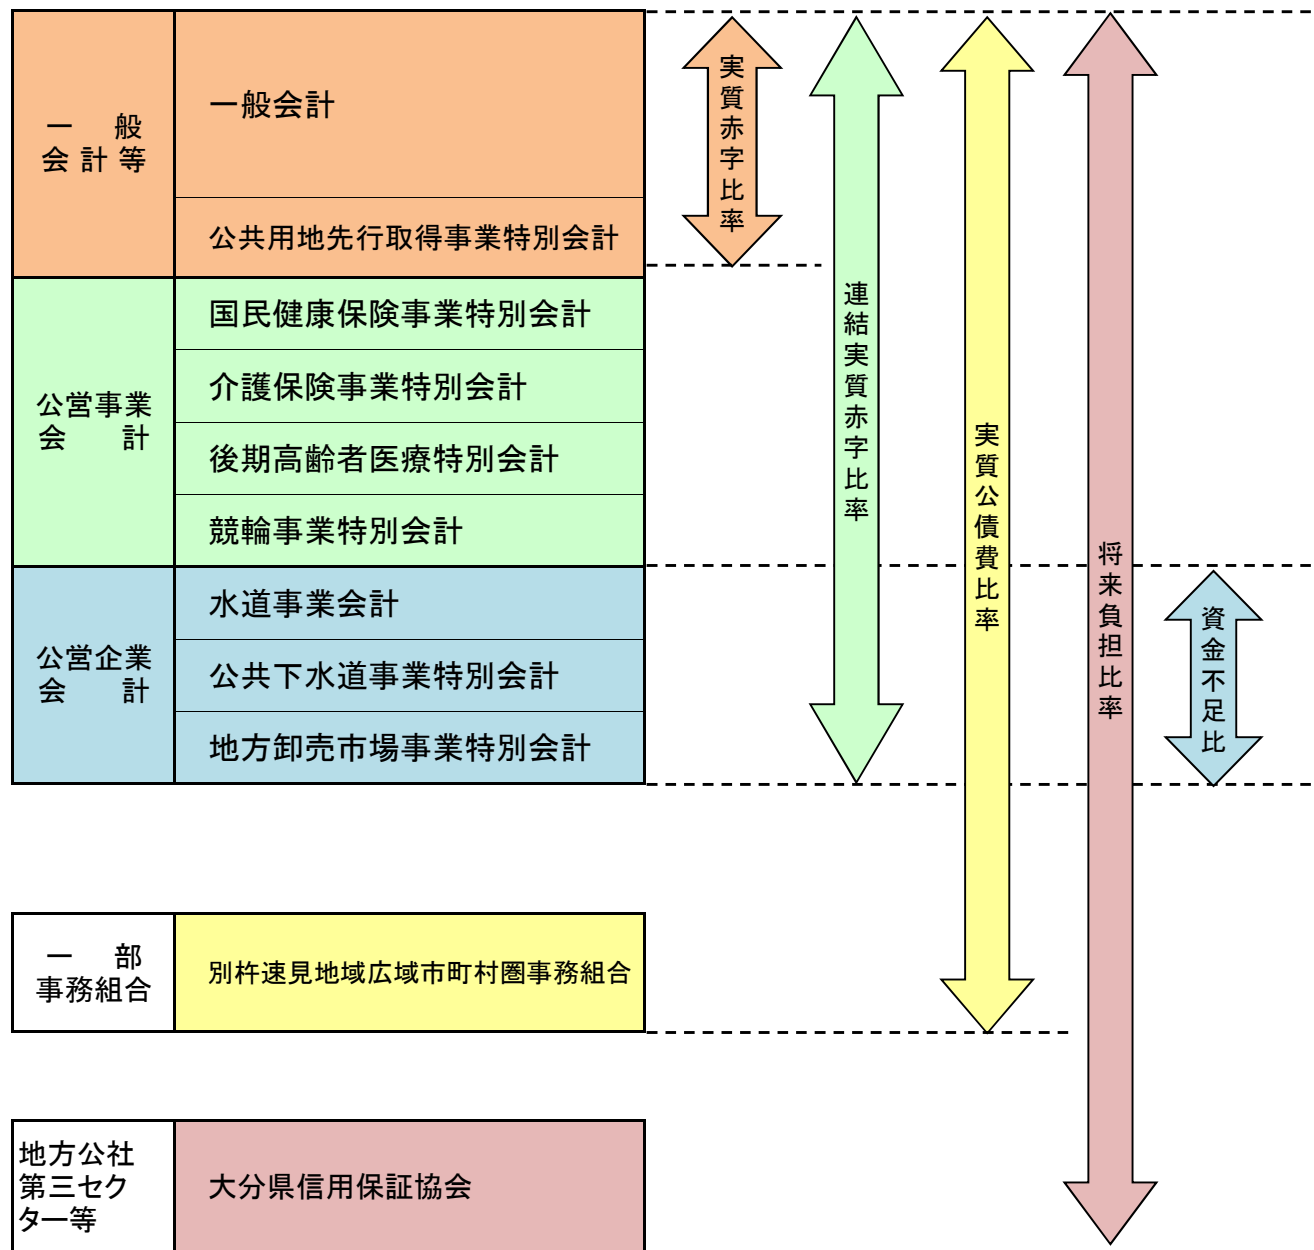 一 般
会 計 等
一般会計
公共用地先行取得事業特別会計
公営事業
会 計
国民健康保険事業特別会計
介護保険事業特別会計
後期高齢者医療特別会計
競輪事業特別会計
公営企業
会 計
水道事業会計
公共下水道事業特別会計
地方卸売市場事業特別会計
一 部
事務組合
別杵速見地域広域市町村圏事務組合
地方公社
第三セク
ター等
大分県信用保証協会
実質赤字比率
連結実質赤字比率
実質公債費比率
将来負担比率
資金不足比